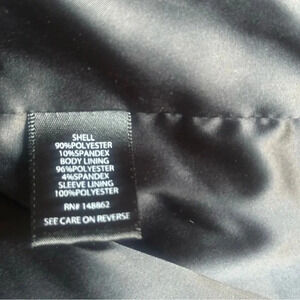 SHELL
90%POLYESTER
10%SPANDEX
BODY LINING
96%POLYESTER
4%SPANDEX
SLEEVE LINING
100%POLYESTER
RN# 148862
SEE CARE ON REVERSE